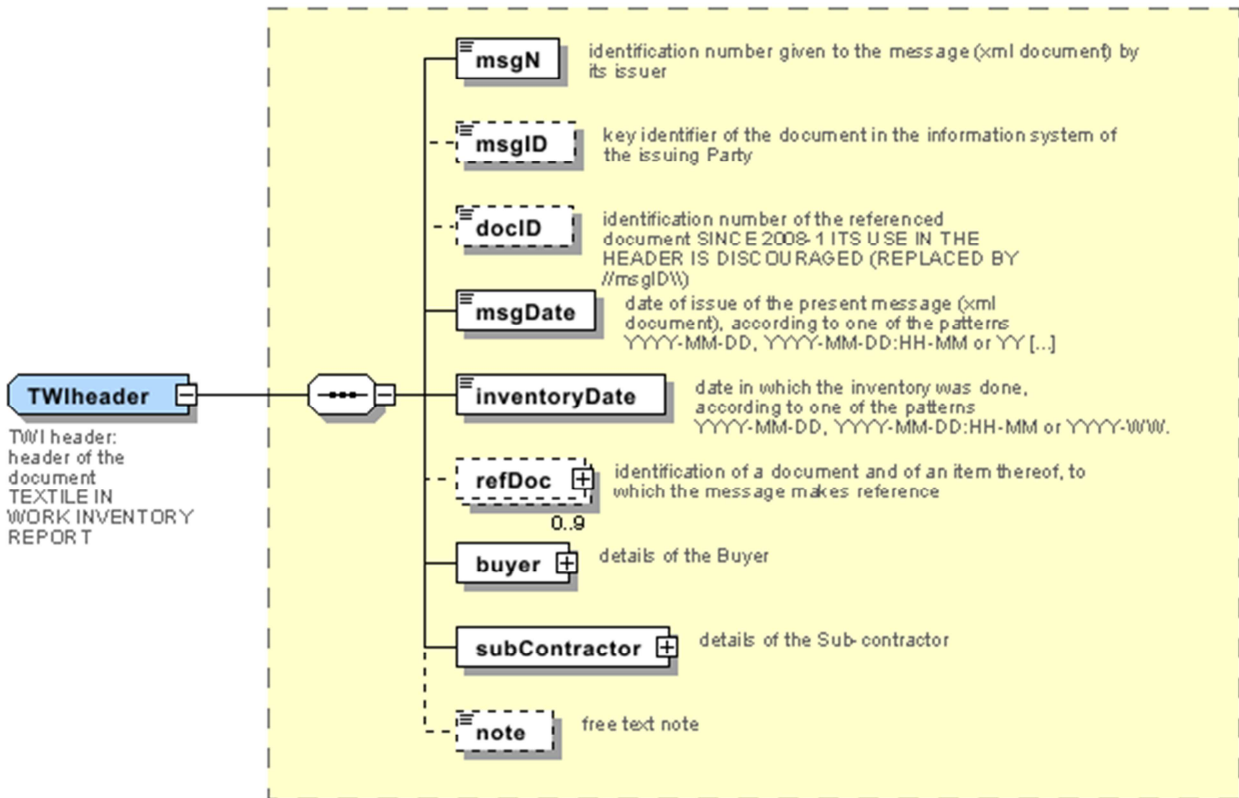 msgN
identification number given to the message (xml document) by
its issuer
msgID
key identifier of the document in the information system of
the issuing Party
docID
identification number of the referenced
document SINCE 2008-1 ITS USE IN THE
HEADER IS DISCOURAGED (REPLACED BY
//msgID\\)
msgDate
date of issue of the present message (xml
document), according to one of the patterns
YYYY-MM-DD, YYYY-MM-DD:HH-MM or YY [...]
TWIheader
TWI header:
header of the
document
TEXTILE IN
WORK INVENTORY
REPORT
inventoryDate
date in which the inventory was done,
according to one of the patterns
YYYY-MM-DD, YYYY-MM-DD:HH-MM or YYYY-WW.
refDoc
identification of a document and of an item thereof, to
which the message makes reference
0..9
buyer
details of the Buyer
subContractor
details of the Sub-contractor
note
free text note